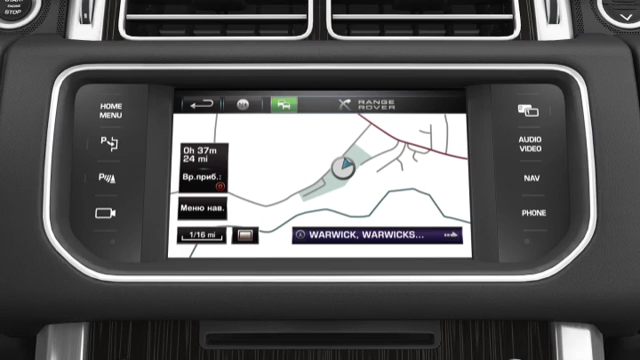 START
STOP
HOME
MENU
RANGE
ROVER
0h 37m
24 mi
Вр.приб.:
Меню нав.
1/16 mi
WARWICK, WARWICKS...
P
P
AUDIO
VIDEO
NAV
PHONE